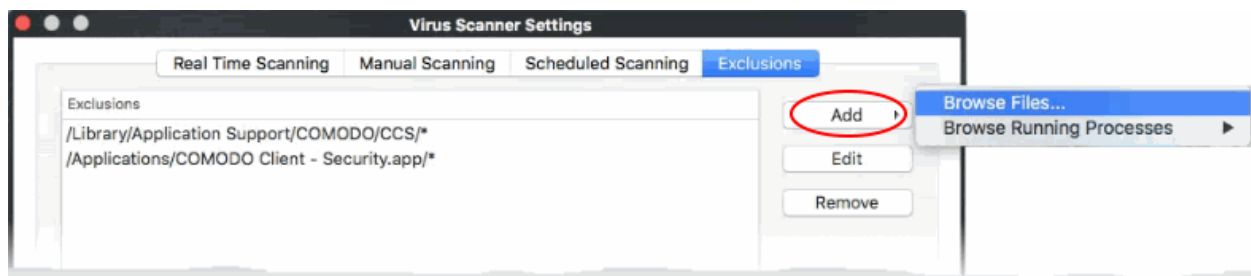 Virus Scanner Settings
Real Time Scanning Manual Scanning Scheduled Scanning Exclusions
Exclusions
/Library/Application Support/COMODO/CCS/*
/Applications/COMODO Client - Security.app/*
Add
Edit
Remove
Browse Files...
Browse Running Processes